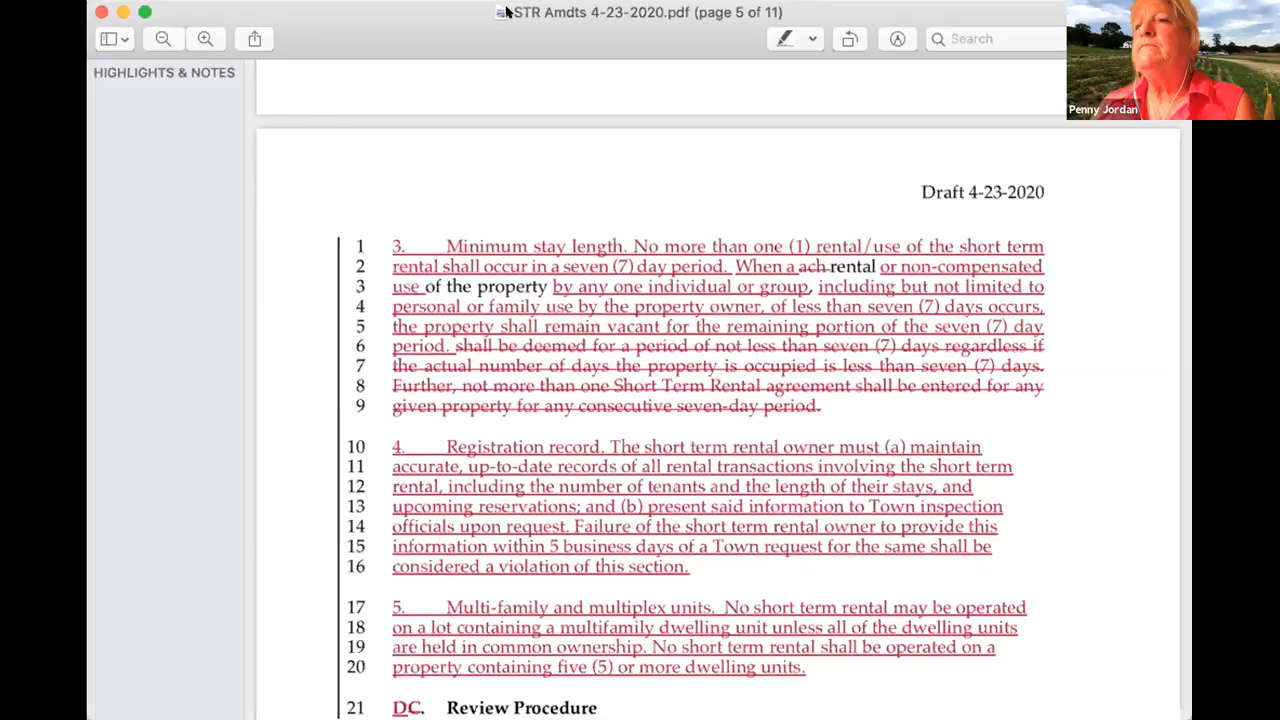 STR Amdts 4-23-2020.pdf (page 5 of 11)
Search
HIGHLIGHTS & NOTES
Penny Jordan
Draft 4-23-2020
1 3. Minimum stay length. No more than one (1) rental/use of the short term
2 rental shall occur in a seven (7) day period. When a ach rental or non-compensated
3 use of the property by any one individual or group, including but not limited to
4 personal or family use by the property owner, of less than seven (7) days occurs,
5 the property shall remain vacant for the remaining portion of the seven (7) day
6 period. shall be deemed for a period of not less than seven (7) days regardless if
7 the actual number of days the property is occupied is less than seven (7) days.
8 Further, not more than one Short Term Rental agreement shall be entered for any
9 given property for any consecutive seven-day period.
10 4. Registration record. The short term rental owner must (a) maintain
11 accurate, up-to-date records of all rental transactions involving the short term
12 rental, including the number of tenants and the length of their stays, and
13 upcoming reservations; and (b) present said information to Town inspection
14 officials upon request. Failure of the short term rental owner to provide this
15 information within 5 business days of a Town request for the same shall be
16 considered a violation of this section.
17 5. Multi-family and multiplex units. No short term rental may be operated
18 on a lot containing a multifamily dwelling unit unless all of the dwelling units
19 are held in common ownership. No short term rental shall be operated on a
20 property containing five (5) or more dwelling units.
21 DC. Review Procedure